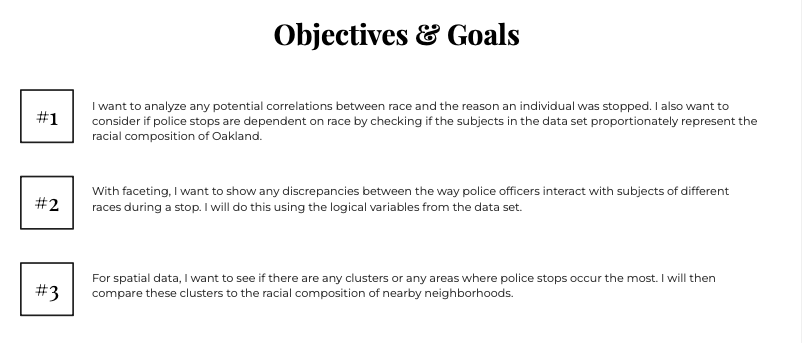 Objectives & Goals
#1
I want to analyze any potential correlations between race and the reason an individual was stopped. I also want to
consider if police stops are dependent on race by checking if the subjects in the data set proportionately represent the
racial composition of Oakland.
#2
With faceting, I want to show any discrepancies between the way police officers interact with subjects of different
races during a stop. I will do this using the logical variables from the data set.
#3
For spatial data, I want to see if there are any clusters or any areas where police stops occur the most. I will then
compare these clusters to the racial composition of nearby neighborhoods.